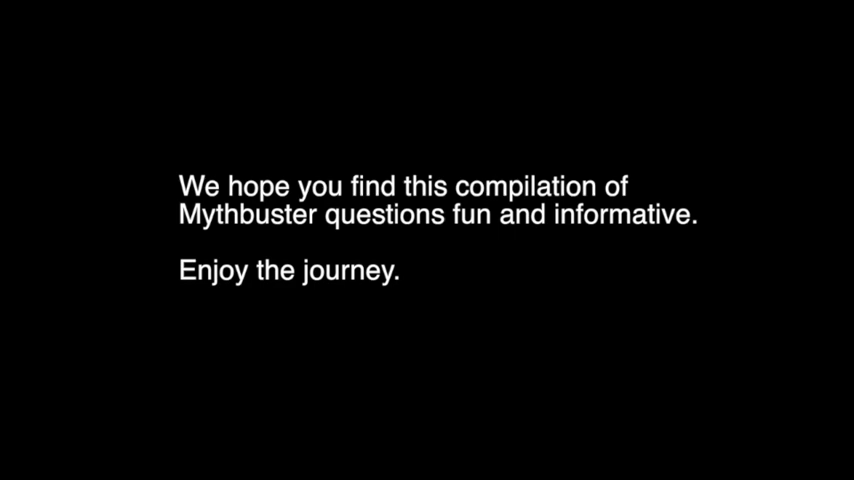 We hope you find this compilation of
Mythbuster questions fun and informative.
Enjoy the journey.